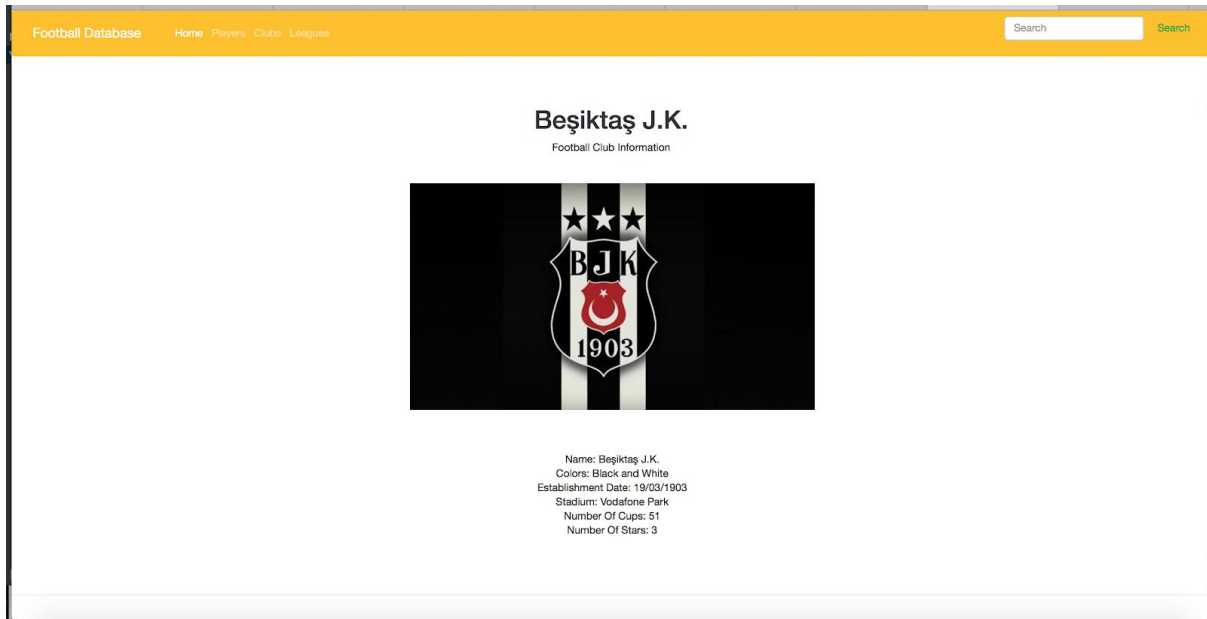 Football Database Home Players Clubs Leagues Search Search
Beşiktaş J.K.
Football Club Information
BJK
1903
Name: Beşiktaş J.K.
Colors: Black and White
Establishment Date: 19/03/1903
Stadium: Vodafone Park
Number Of Cups: 51
Number Of Stars: 3